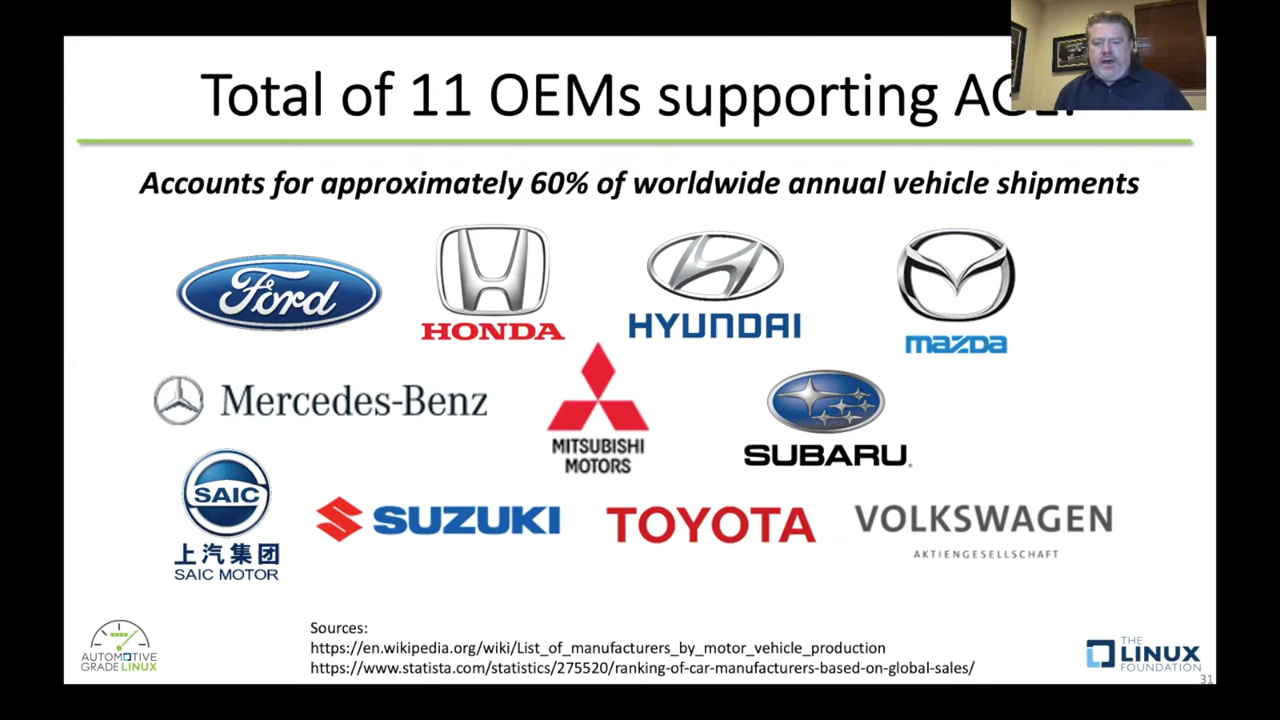 Total of 11 OEMs supporting
Accounts for approximately 60% of worldwide annual vehicle shipments
Ford
HONDA
HYUNDAI
mazda
Mercedes-Benz
MITSUBISHI
MOTORS
SUBARU
SAIC
上汽集团
SAIC MOTOR
SUZUKI
TOYOTA
VOLKSWAGEN
AKTIENGESELLSCHAFT
Sources:
https://en.wikipedia.org/wiki/List_of_manufacturers_by_motor_vehicle_production
https://www.statista.com/statistics/275520/ranking-of-car-manufacturers-based-on-global-sales/
AUTOMOTIVE
GRADELINUX
THE
LINUX
FOUNDATION
31